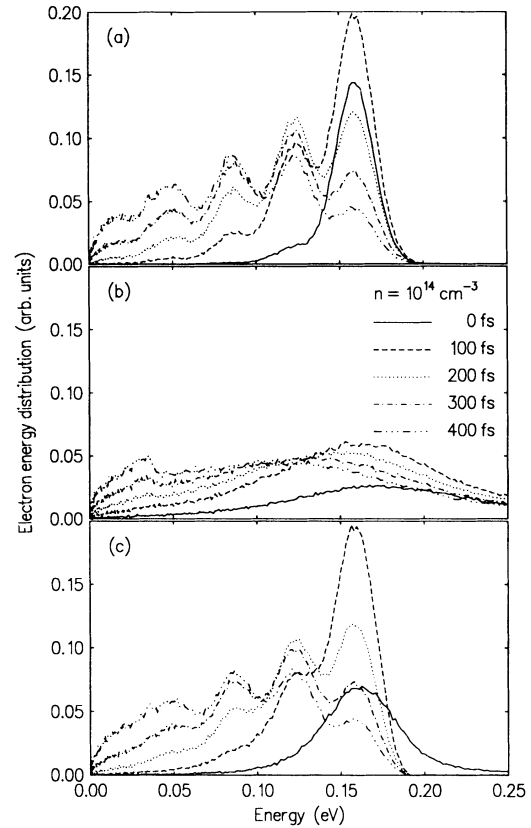 Electron energy distribution (arb. units)
0.20
(a)
0.15
0.10
0.05
0.00
(b)
n = 10¹⁴ cm⁻³
0 fs
100 fs
200 fs
300 fs
400 fs
0.15
0.10
0.05
0.00
(c)
0.15
0.10
0.05
0.00
0.00 0.05 0.10 0.15 0.20 0.25
Energy (eV)